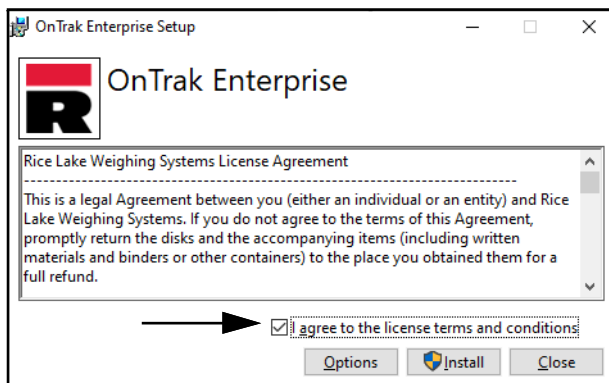 OnTrak Enterprise Setup
OnTrak Enterprise
R
Rice Lake Weighing Systems License Agreement
--------------------------------------------------------------------------------
This is a legal Agreement between you (either an individual or an entity) and Rice
Lake Weighing Systems. If you do not agree to the terms of this Agreement,
promptly return the disks and the accompanying items (including written
materials and binders or other containers) to the place you obtained them for a
full refund.
I agree to the license terms and conditions
Options Install Close